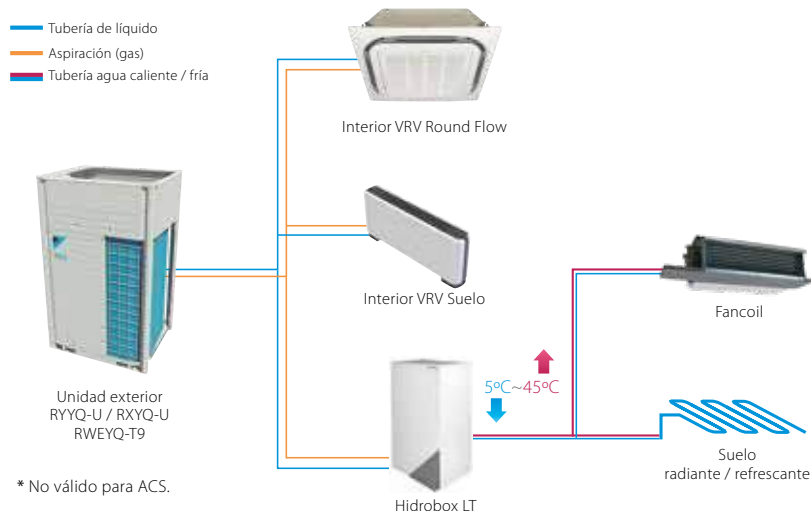 Tubería de líquido
Aspiración (gas)
Tubería agua caliente / fría
Interior VRV Round Flow
Interior VRV Suelo
Fancoil
5ºC~45ºC
Unidad exterior
RYYQ-U / RXYQ-U
RWEYQ-T9
Suelo
radiante / refrescante
* No válido para ACS.
Hidrobox LT